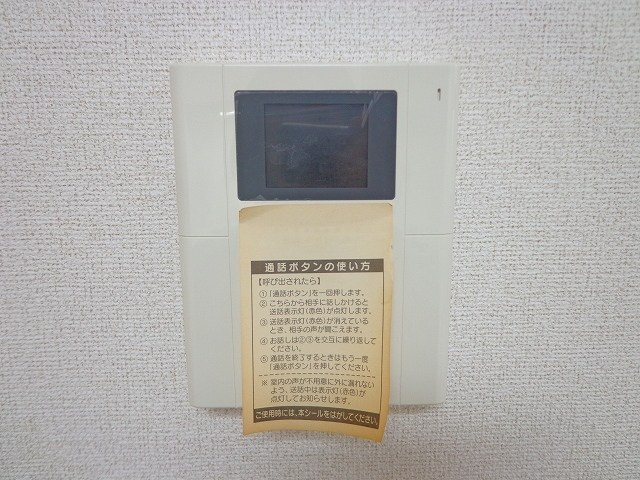 通話ボタンの使い方
【呼び出されたら】
①「通話ボタン」を一回押します。
②こちらから相手に話しかけると
送話表示灯(赤色)が点灯します。
③送話表示灯(赤色)が消えている
とき、相手の声が聞こえます。
④お話しは②③を交互に繰り返して
ください。
⑤通話を終了するときはもう一度
「通話ボタン」を押してください。
※室内の声が不用意に外に漏れない
よう、送話中は表示灯(赤色)が
点灯してお知らせします。
ご使用時には、本シールをはがしてください。